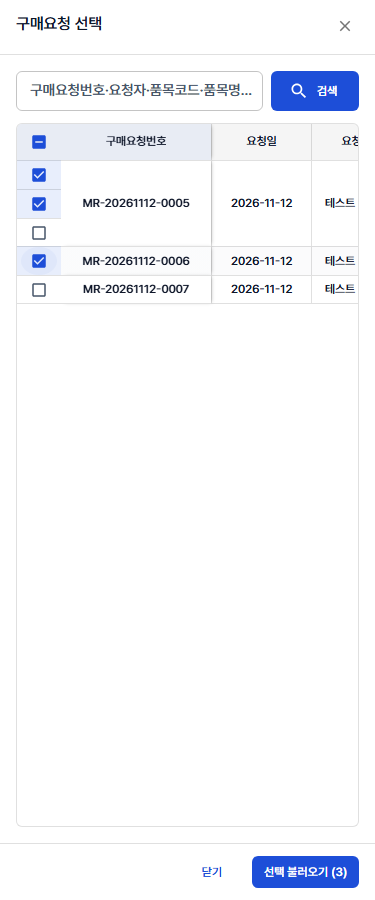 구매요청 선택
구매요청번호·요청자·품목코드·품목명...
검색
구매요청번호 요청일 요청
MR-20261112-0005 2026-11-12 테스트
MR-20261112-0006 2026-11-12 테스트
MR-20261112-0007 2026-11-12 테스트
닫기 선택 불러오기 (3)